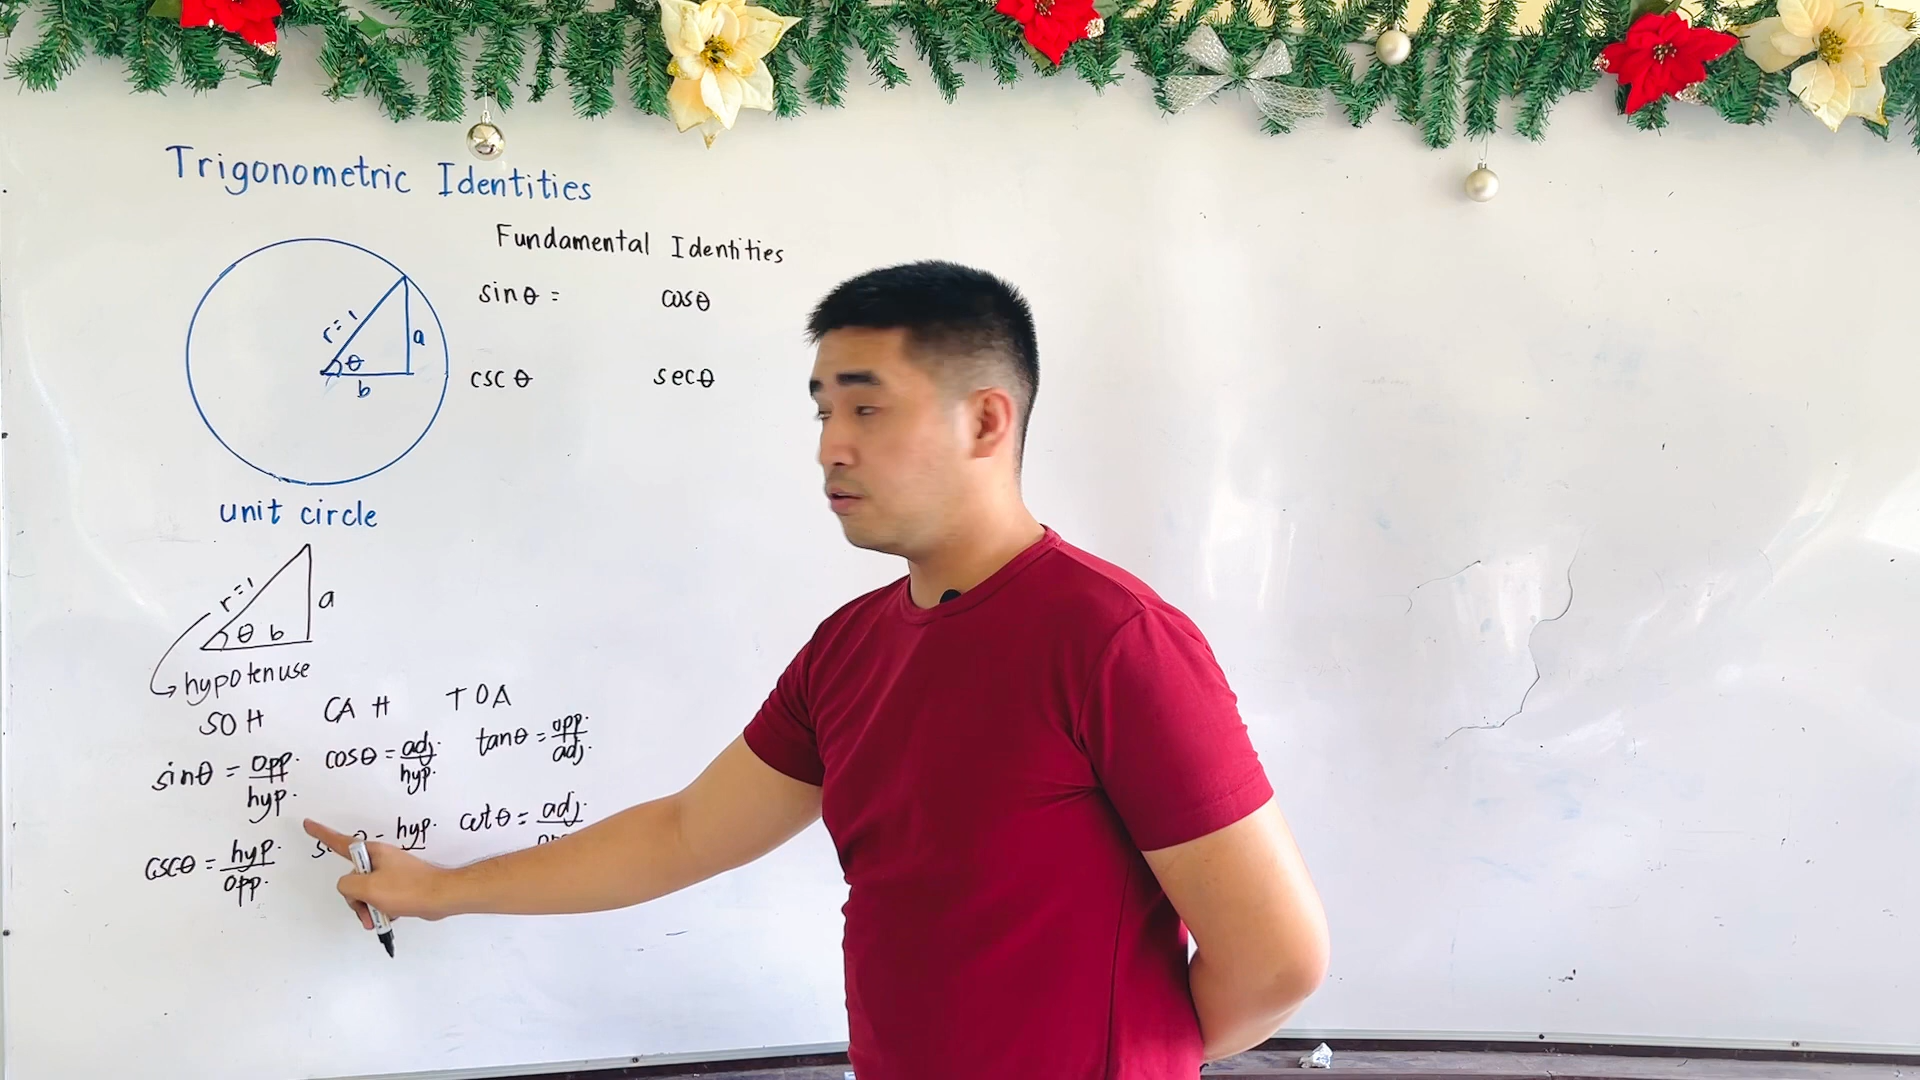 Trigonometric Identities
Fundamental Identities
sinθ =
cosθ
cscθ
secθ
r=1
θ
a
b
unit circle
r=1
a
θ
b
hypotenuse
SOH
CAH
TOA
sinθ = opp. / hyp.
cosθ = adj. / hyp.
tanθ = opp. / adj.
cscθ = hyp. / opp.
θ = hyp.
cotθ = adj.